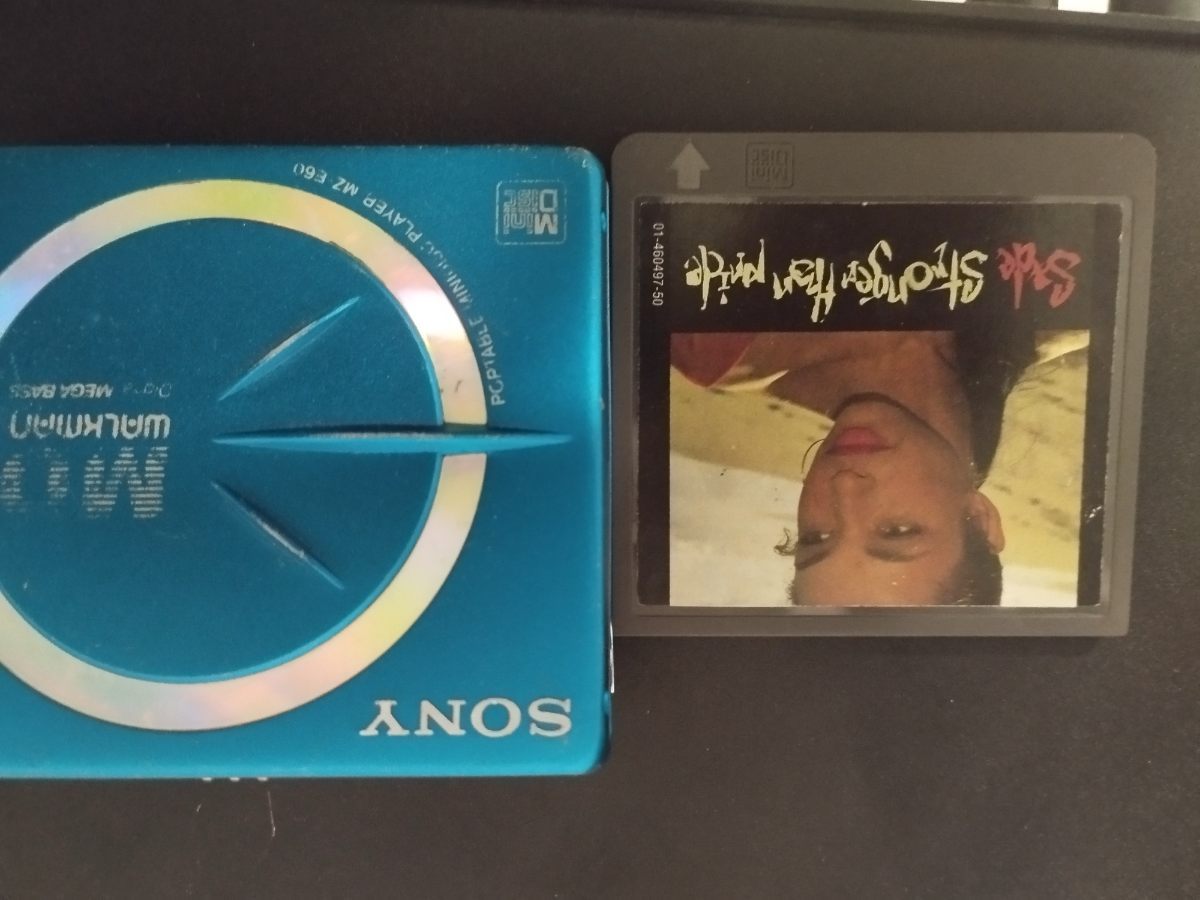 SONY
MD
WALKMAN
Digital MEGA BASS
PORTABLE MINIDISC PLAYER MZ-E60
Mini
Disc
Sade
Stronger than pride
01-460497-50
Mini
Disc